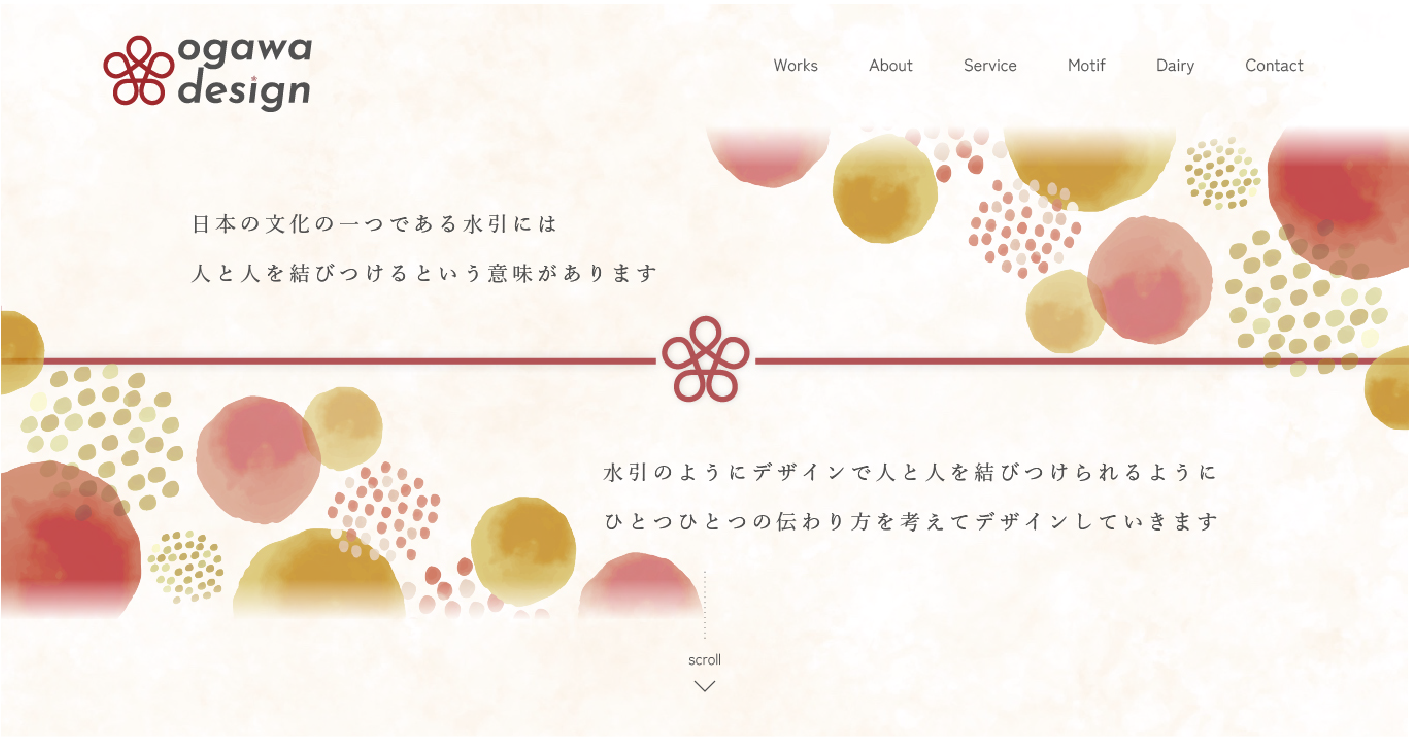 ogawa
design
Works About Service Motif Dairy Contact
日本の文化の一つである水引には
人と人を結びつけるという意味があります
水引のようにデザインで人と人を結びつけられるように
ひとつひとつの伝わり方を考えてデザインしていきます
scroll